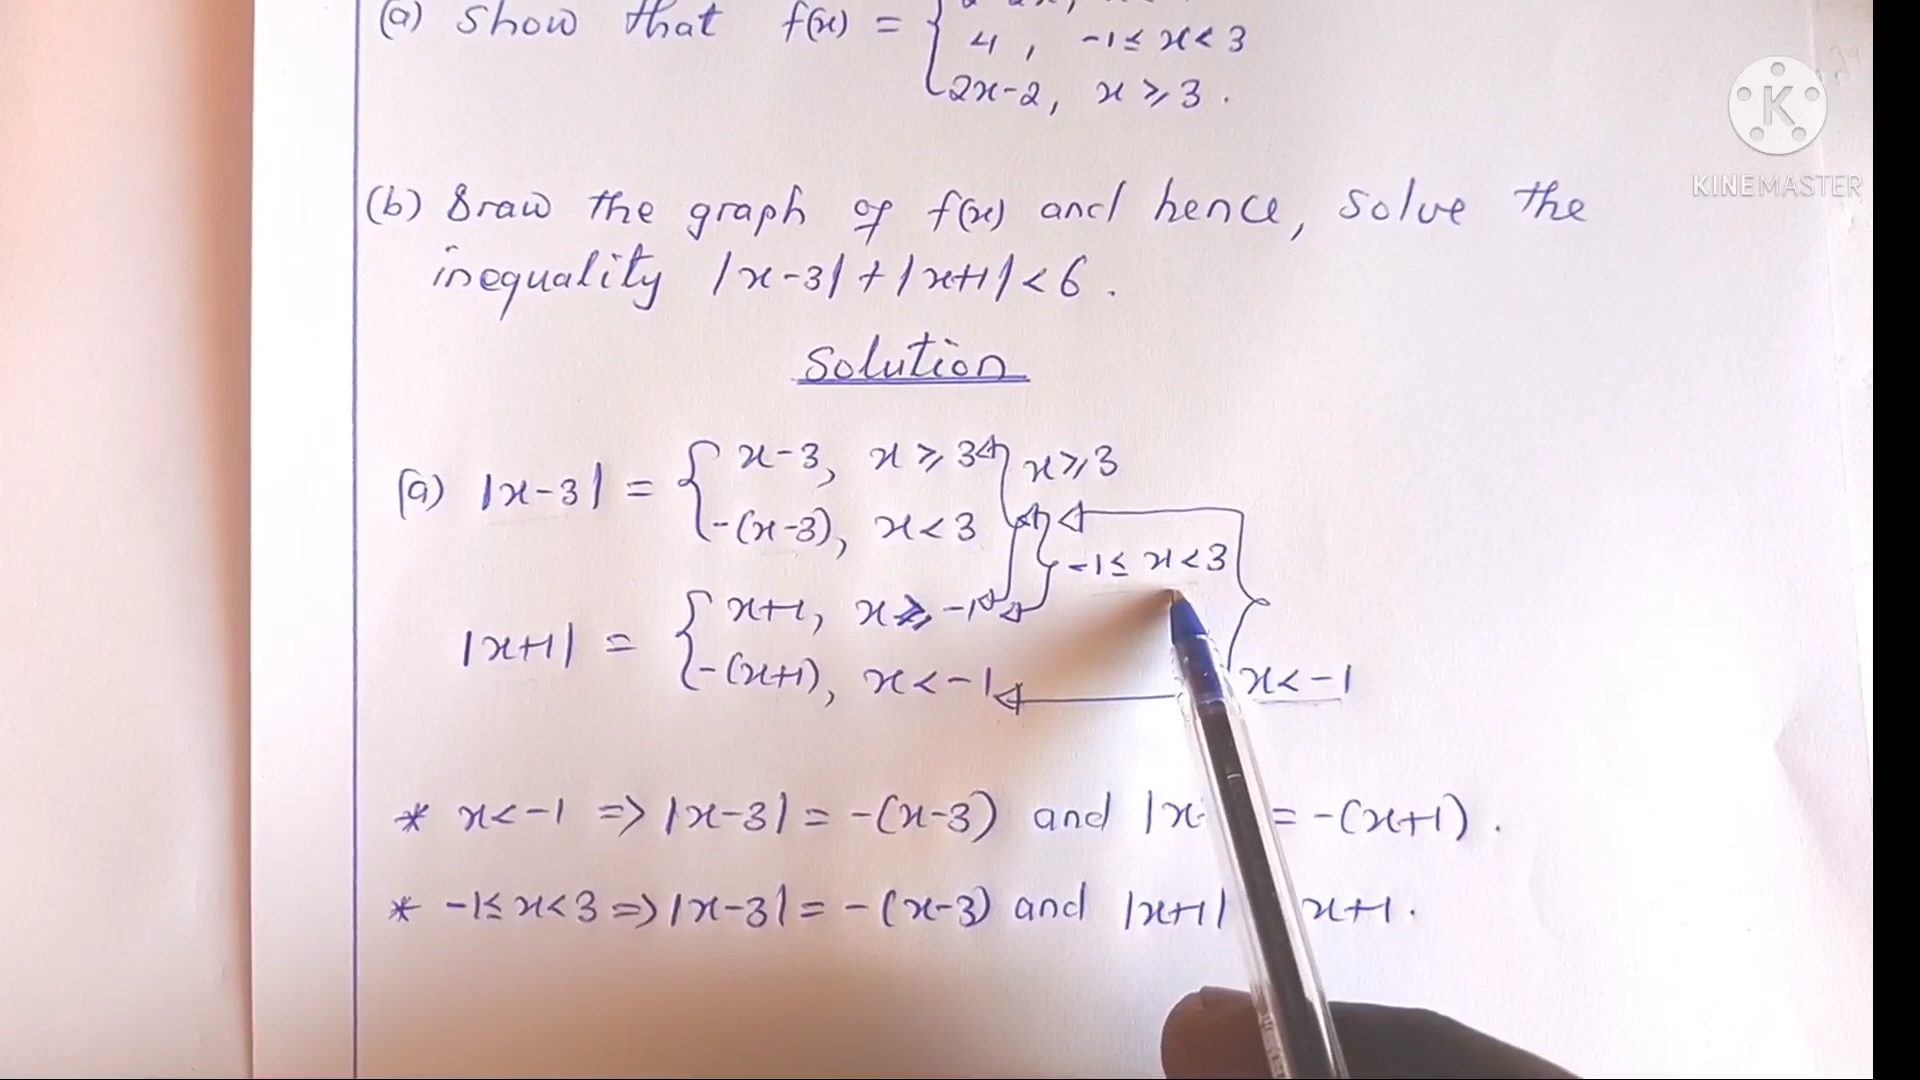 (a) Show that f(x) = { 
4, -1≤x<3
2x-2, x≥3.
(b) Draw the graph of f(x) and hence, solve the
inequality |x-3|+|x+1|<6.
Solution
(a) |x-3| = { x-3, x≥3 x≥3
-(x-3), x<3
-1≤x<3
|x+1| = { x+1, x≥-1
-(x+1), x<-1 x<-1
* x<-1 => |x-3| = -(x-3) and |x = -(x+1).
* -1≤x<3 => |x-3| = -(x-3) and |x+1| x+1.
K
KINEMASTER